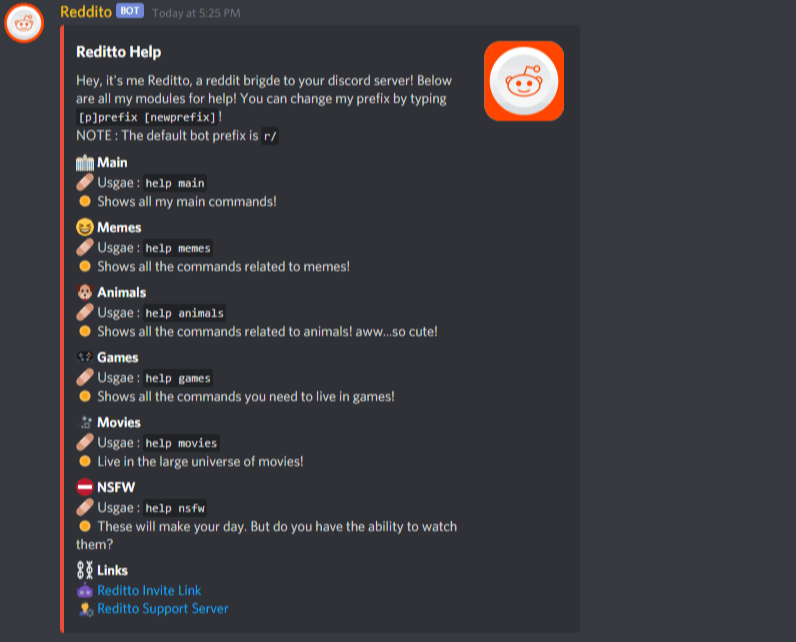 Reddito BOT Today at 5:25 PM
Reditto Help
Hey, it's me Reditto, a reddit brigde to your discord server! Below
are all my modules for help! You can change my prefix by typing
[p]prefix [newprefix]!
NOTE : The default bot prefix is r/
Main
Usgae : help main
Shows all my main commands!
Memes
Usgae : help memes
Shows all the commands related to memes!
Animals
Usgae : help animals
Shows all the commands related to animals! aww...so cute!
Games
Usgae : help games
Shows all the commands you need to live in games!
Movies
Usgae : help movies
Live in the large universe of movies!
NSFW
Usgae : help nsfw
These will make your day. But do you have the ability to watch
them?
Links
Reditto Invite Link
Reditto Support Server